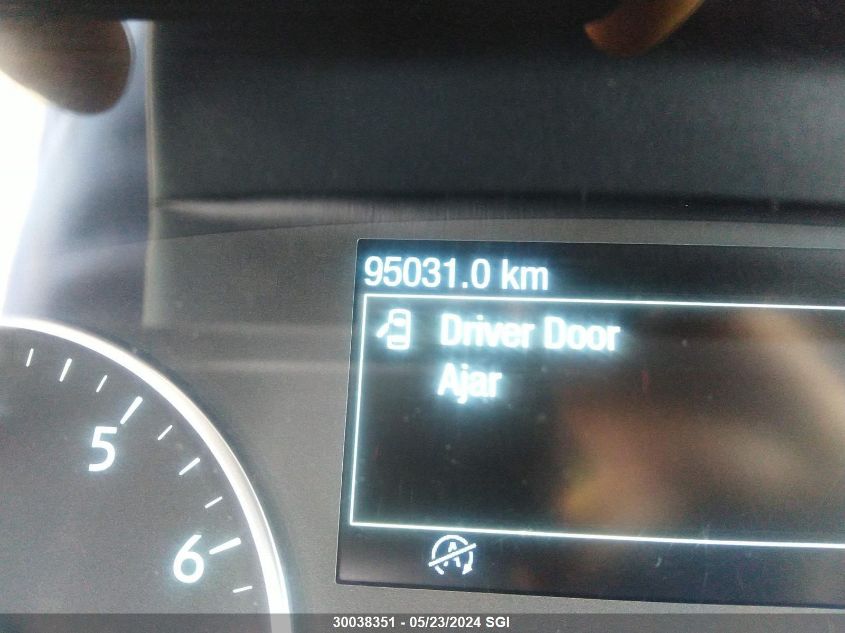 95031.0 km
Driver Door
Ajar
5
6
A
30038351 - 05/23/2024 SGI